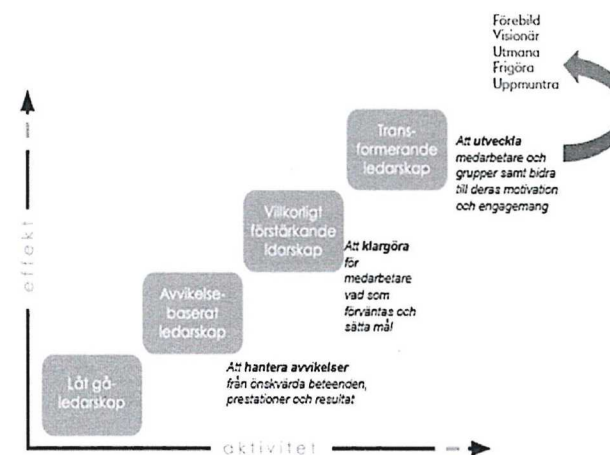 Förebild
Visionär
Utmana
Frigöra
Uppmuntra
Trans-
formerande
ledarskap
Att utveckla
medarbetare och
grupper samt bidra
till deras motivation
och engagemang
Villkorligt
förstärkande
ldarskap
Att klargöra
för
medarbetare
vad som
förväntas och
sätta mål
Avvikelse-
baserat
ledarskap
Att hantera avvikelser
från önskvärda beteenden,
prestationer och resultat
Låt gå-
ledarskap
effekt
aktivitet